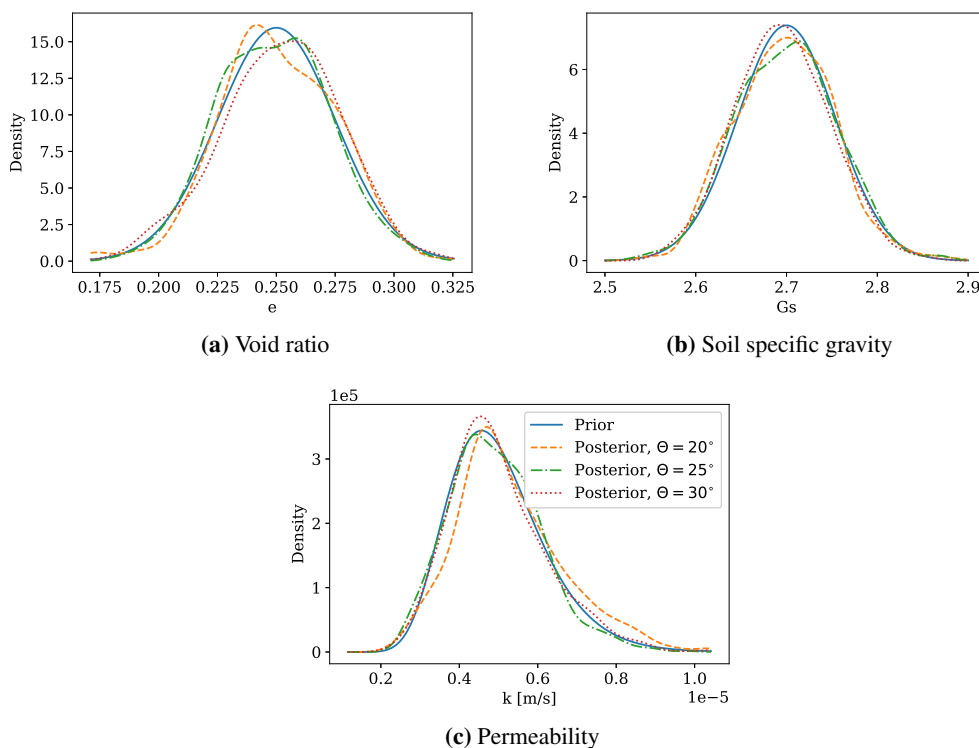 15.0
12.5
10.0
7.5
5.0
2.5
0.0
Density
0.175 0.200 0.225 0.250 0.275 0.300 0.325
e
(a) Void ratio
6
4
2
0
Density
2.5 2.6 2.7 2.8 2.9
Gs
(b) Soil specific gravity
1e5
3
2
1
0
Density
Prior
Posterior, Θ = 20°
Posterior, Θ = 25°
Posterior, Θ = 30°
0.2 0.4 0.6 0.8 1.0
k [m/s] 1e−5
(c) Permeability